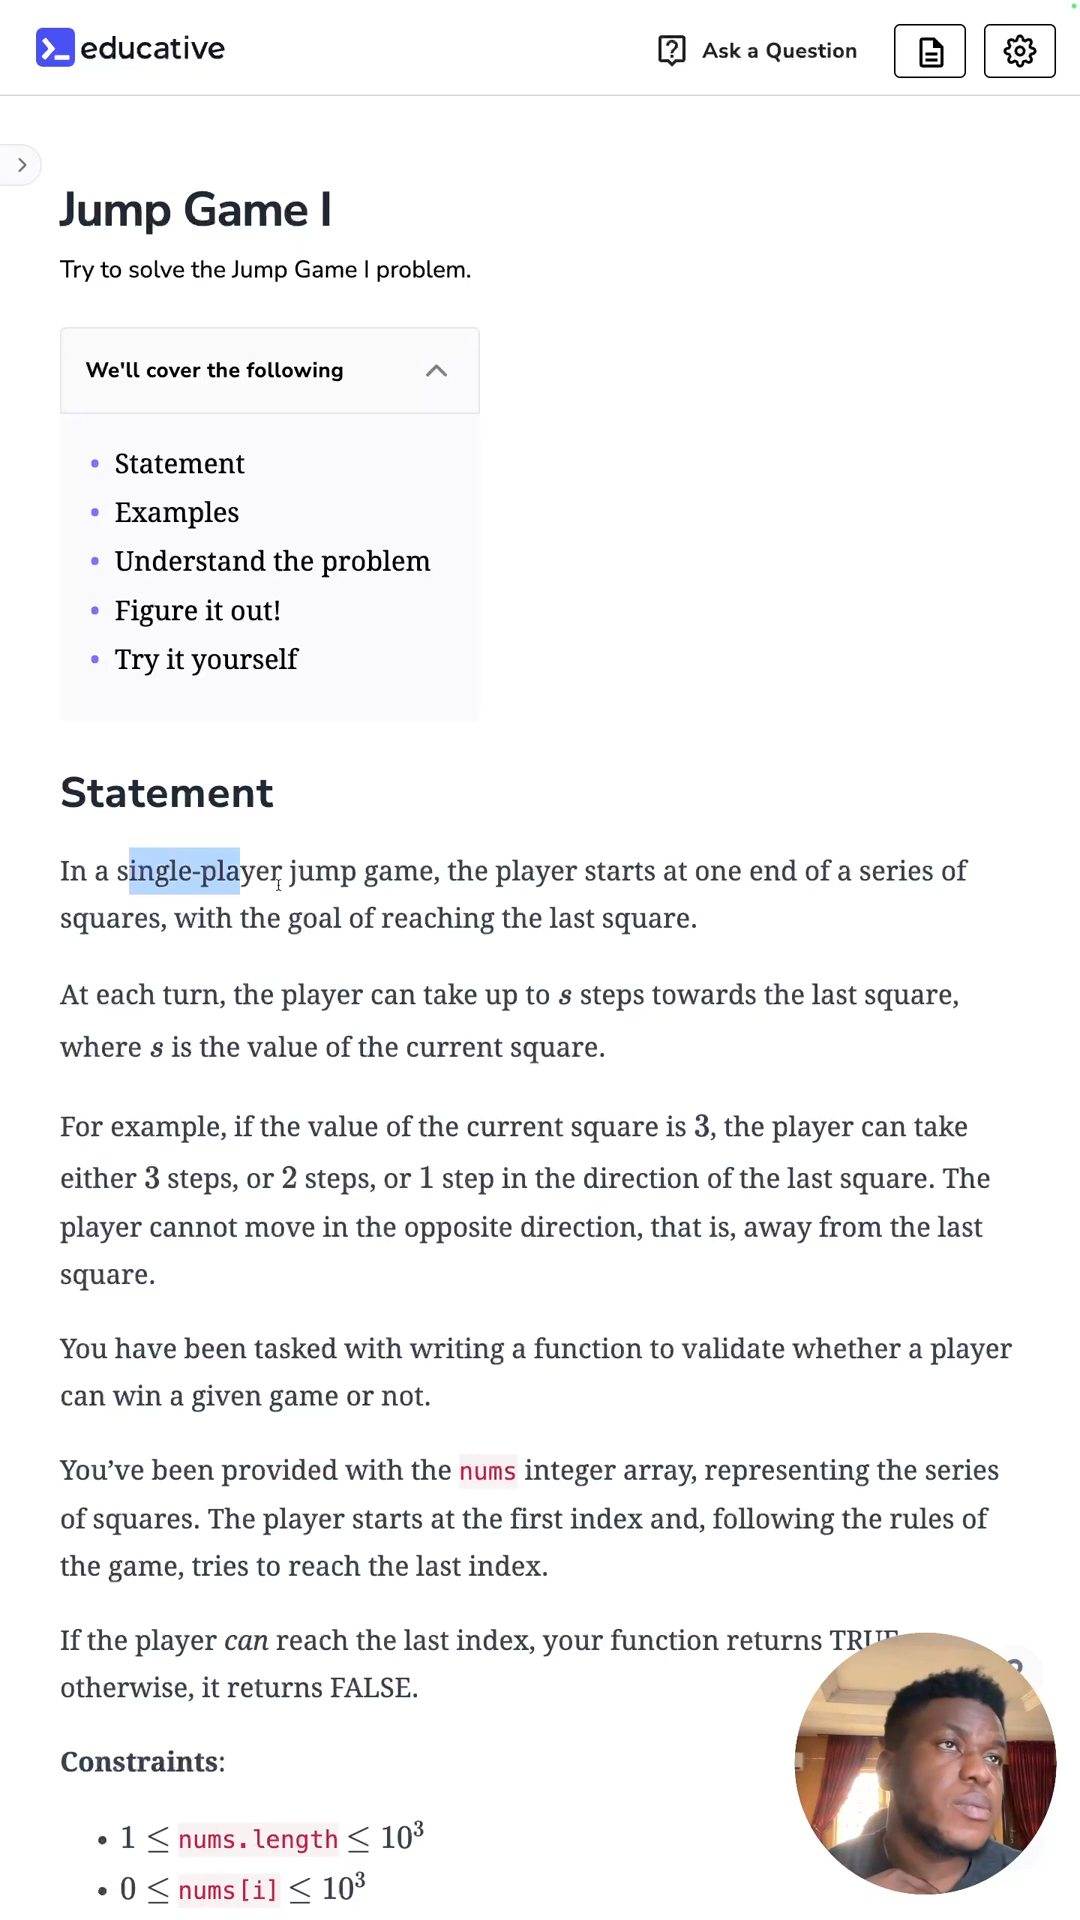 educative
Ask a Question
Jump Game I
Try to solve the Jump Game I problem.
We'll cover the following
• Statement
• Examples
• Understand the problem
• Figure it out!
• Try it yourself
Statement
In a single-player jump game, the player starts at one end of a series of
squares, with the goal of reaching the last square.
At each turn, the player can take up to s steps towards the last square,
where s is the value of the current square.
For example, if the value of the current square is 3, the player can take
either 3 steps, or 2 steps, or 1 step in the direction of the last square. The
player cannot move in the opposite direction, that is, away from the last
square.
You have been tasked with writing a function to validate whether a player
can win a given game or not.
You’ve been provided with the nums integer array, representing the series
of squares. The player starts at the first index and, following the rules of
the game, tries to reach the last index.
If the player can reach the last index, your function returns TRUE
otherwise, it returns FALSE.
Constraints:
• 1 ≤ nums.length ≤ 10³
• 0 ≤ nums[i] ≤ 10³